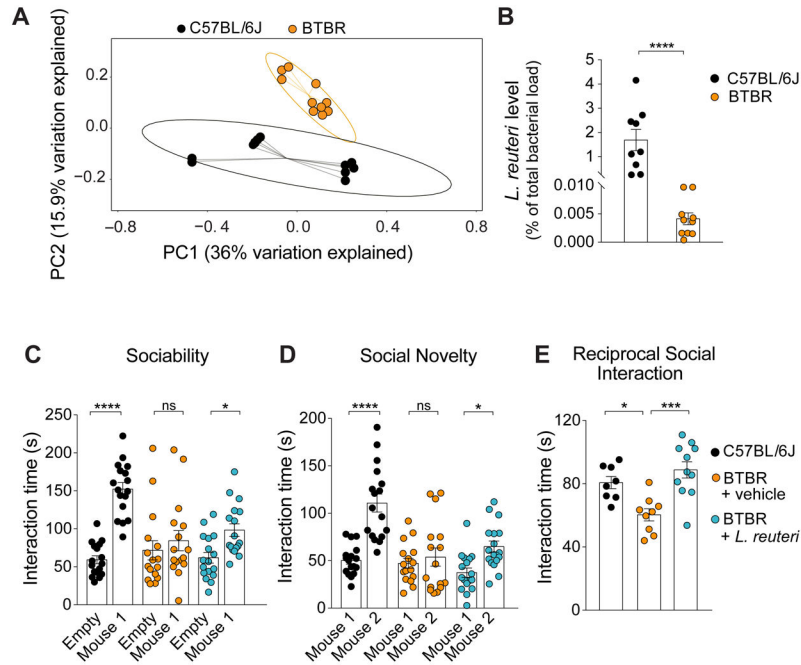 A
C57BL/6J BTBR
PC2 (15.9% variation explained)
0.2
0.0
−0.2
−0.8 −0.4 0.0 0.4 0.8
PC1 (36% variation explained)
B
L. reuteri level
(% of total bacterial load)
5
4
3
2
1
0.010
0.005
0.000
****
C57BL/6J
BTBR
C
Sociability
Interaction time (s)
250
200
150
100
50
0
**** ns *
Empty Mouse 1 Empty Mouse 1 Empty Mouse 1
D
Social Novelty
Interaction time (s)
200
150
100
50
0
**** ns *
Mouse 1 Mouse 2 Mouse 1 Mouse 2 Mouse 1 Mouse 2
E
Reciprocal Social
Interaction
Interaction time (s)
120
80
40
0
* ***
C57BL/6J
BTBR
+ vehicle
BTBR
+ L. reuteri